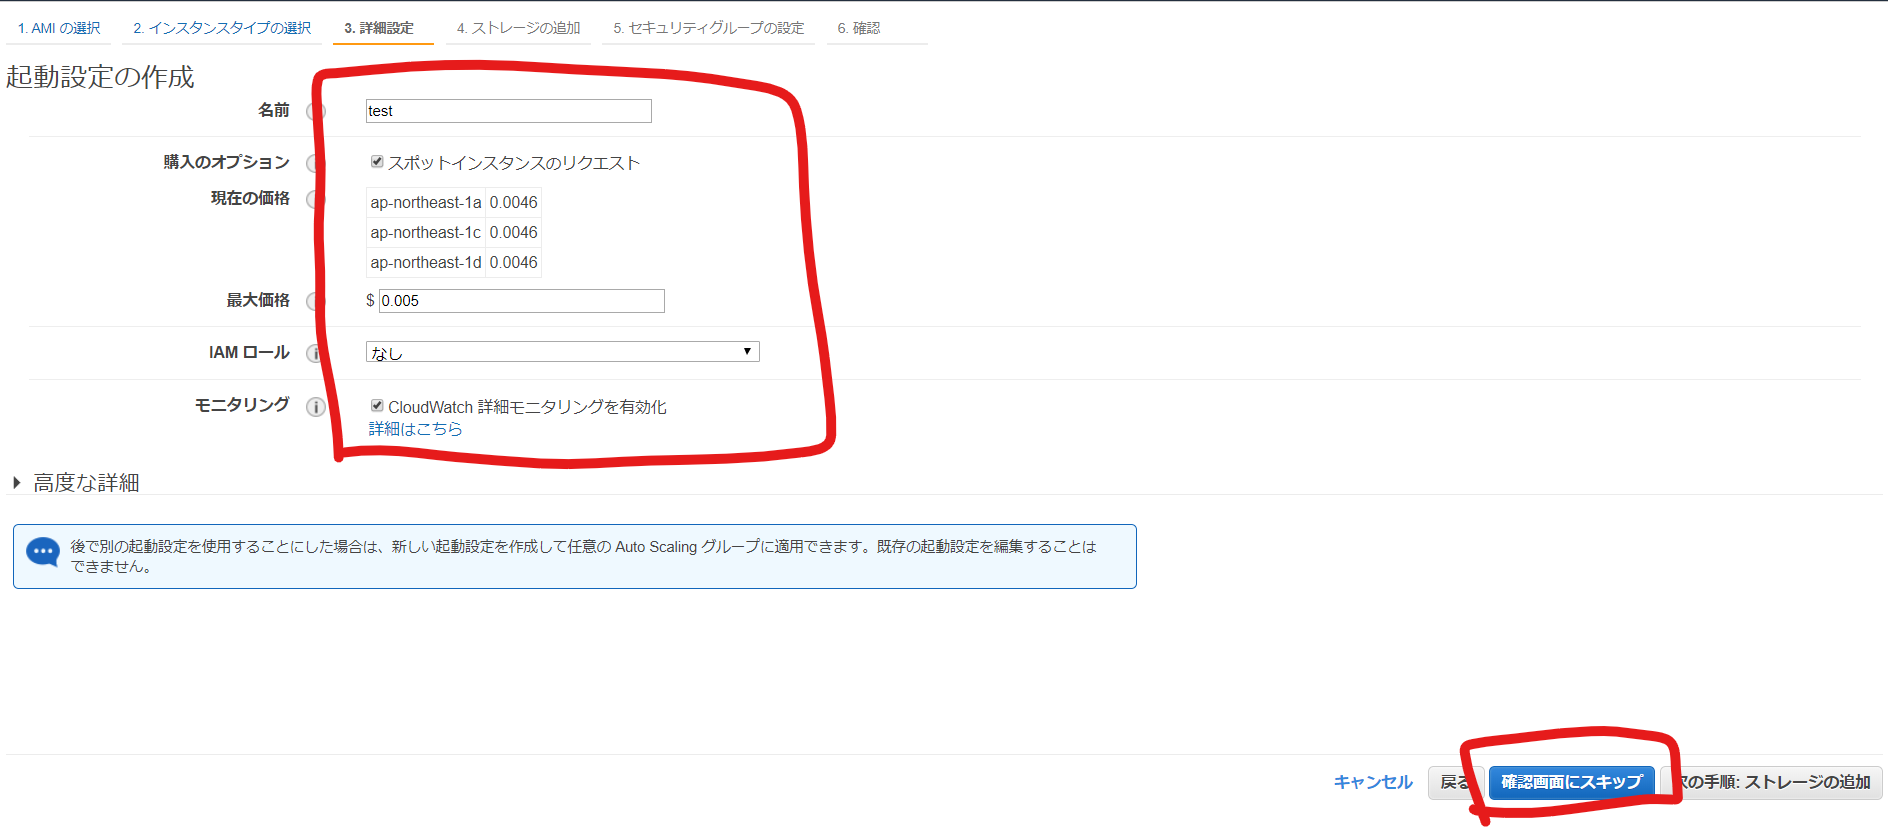 1. AMI の選択 2. インスタンスタイプの選択 3. 詳細設定 4. ストレージの追加 5. セキュリティグループの設定 6. 確認
起動設定の作成
名前 test
購入のオプション スポットインスタンスのリクエスト
現在の価格 ap-northeast-1a 0.0046
ap-northeast-1c 0.0046
ap-northeast-1d 0.0046
最大価格 $ 0.005
IAM ロール なし
モニタリング CloudWatch 詳細モニタリングを有効化
詳細はこちら
高度な詳細
後で別の起動設定を使用することにした場合は、新しい起動設定を作成して任意の Auto Scaling グループに適用できます。既存の起動設定を編集することは
できません。
キャンセル 戻る 確認画面にスキップ 次の手順: ストレージの追加